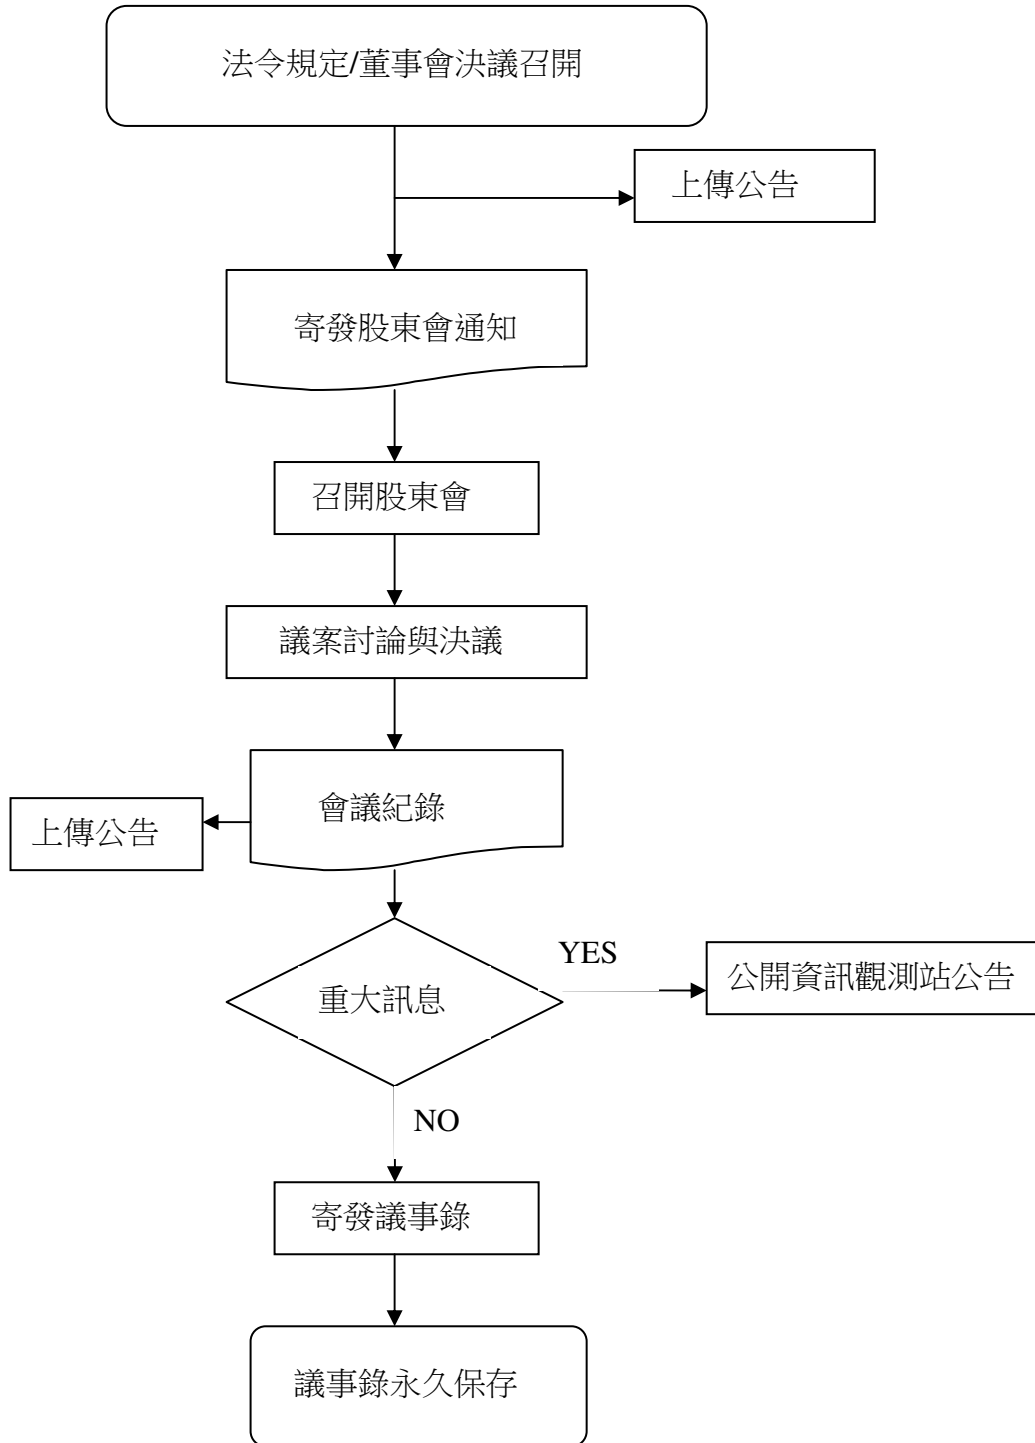 法令規定/董事會決議召開
上傳公告
寄發股東會通知
召開股東會
議案討論與決議
會議紀錄
上傳公告
重大訊息
YES
公開資訊觀測站公告
NO
寄發議事錄
議事錄永久保存